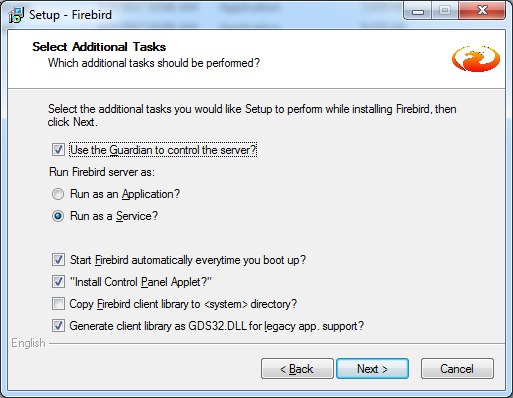 Setup - Firebird
Select Additional Tasks
Which additional tasks should be performed?
Select the additional tasks you would like Setup to perform while installing Firebird, then
click Next.
Use the Guardian to control the server?
Run Firebird server as:
Run as an Application?
Run as a Service?
Start Firebird automatically everytime you boot up?
"Install Control Panel Applet?"
Copy Firebird client library to <system> directory?
Generate client library as GDS32.DLL for legacy app. support?
English
< Back
Next >
Cancel